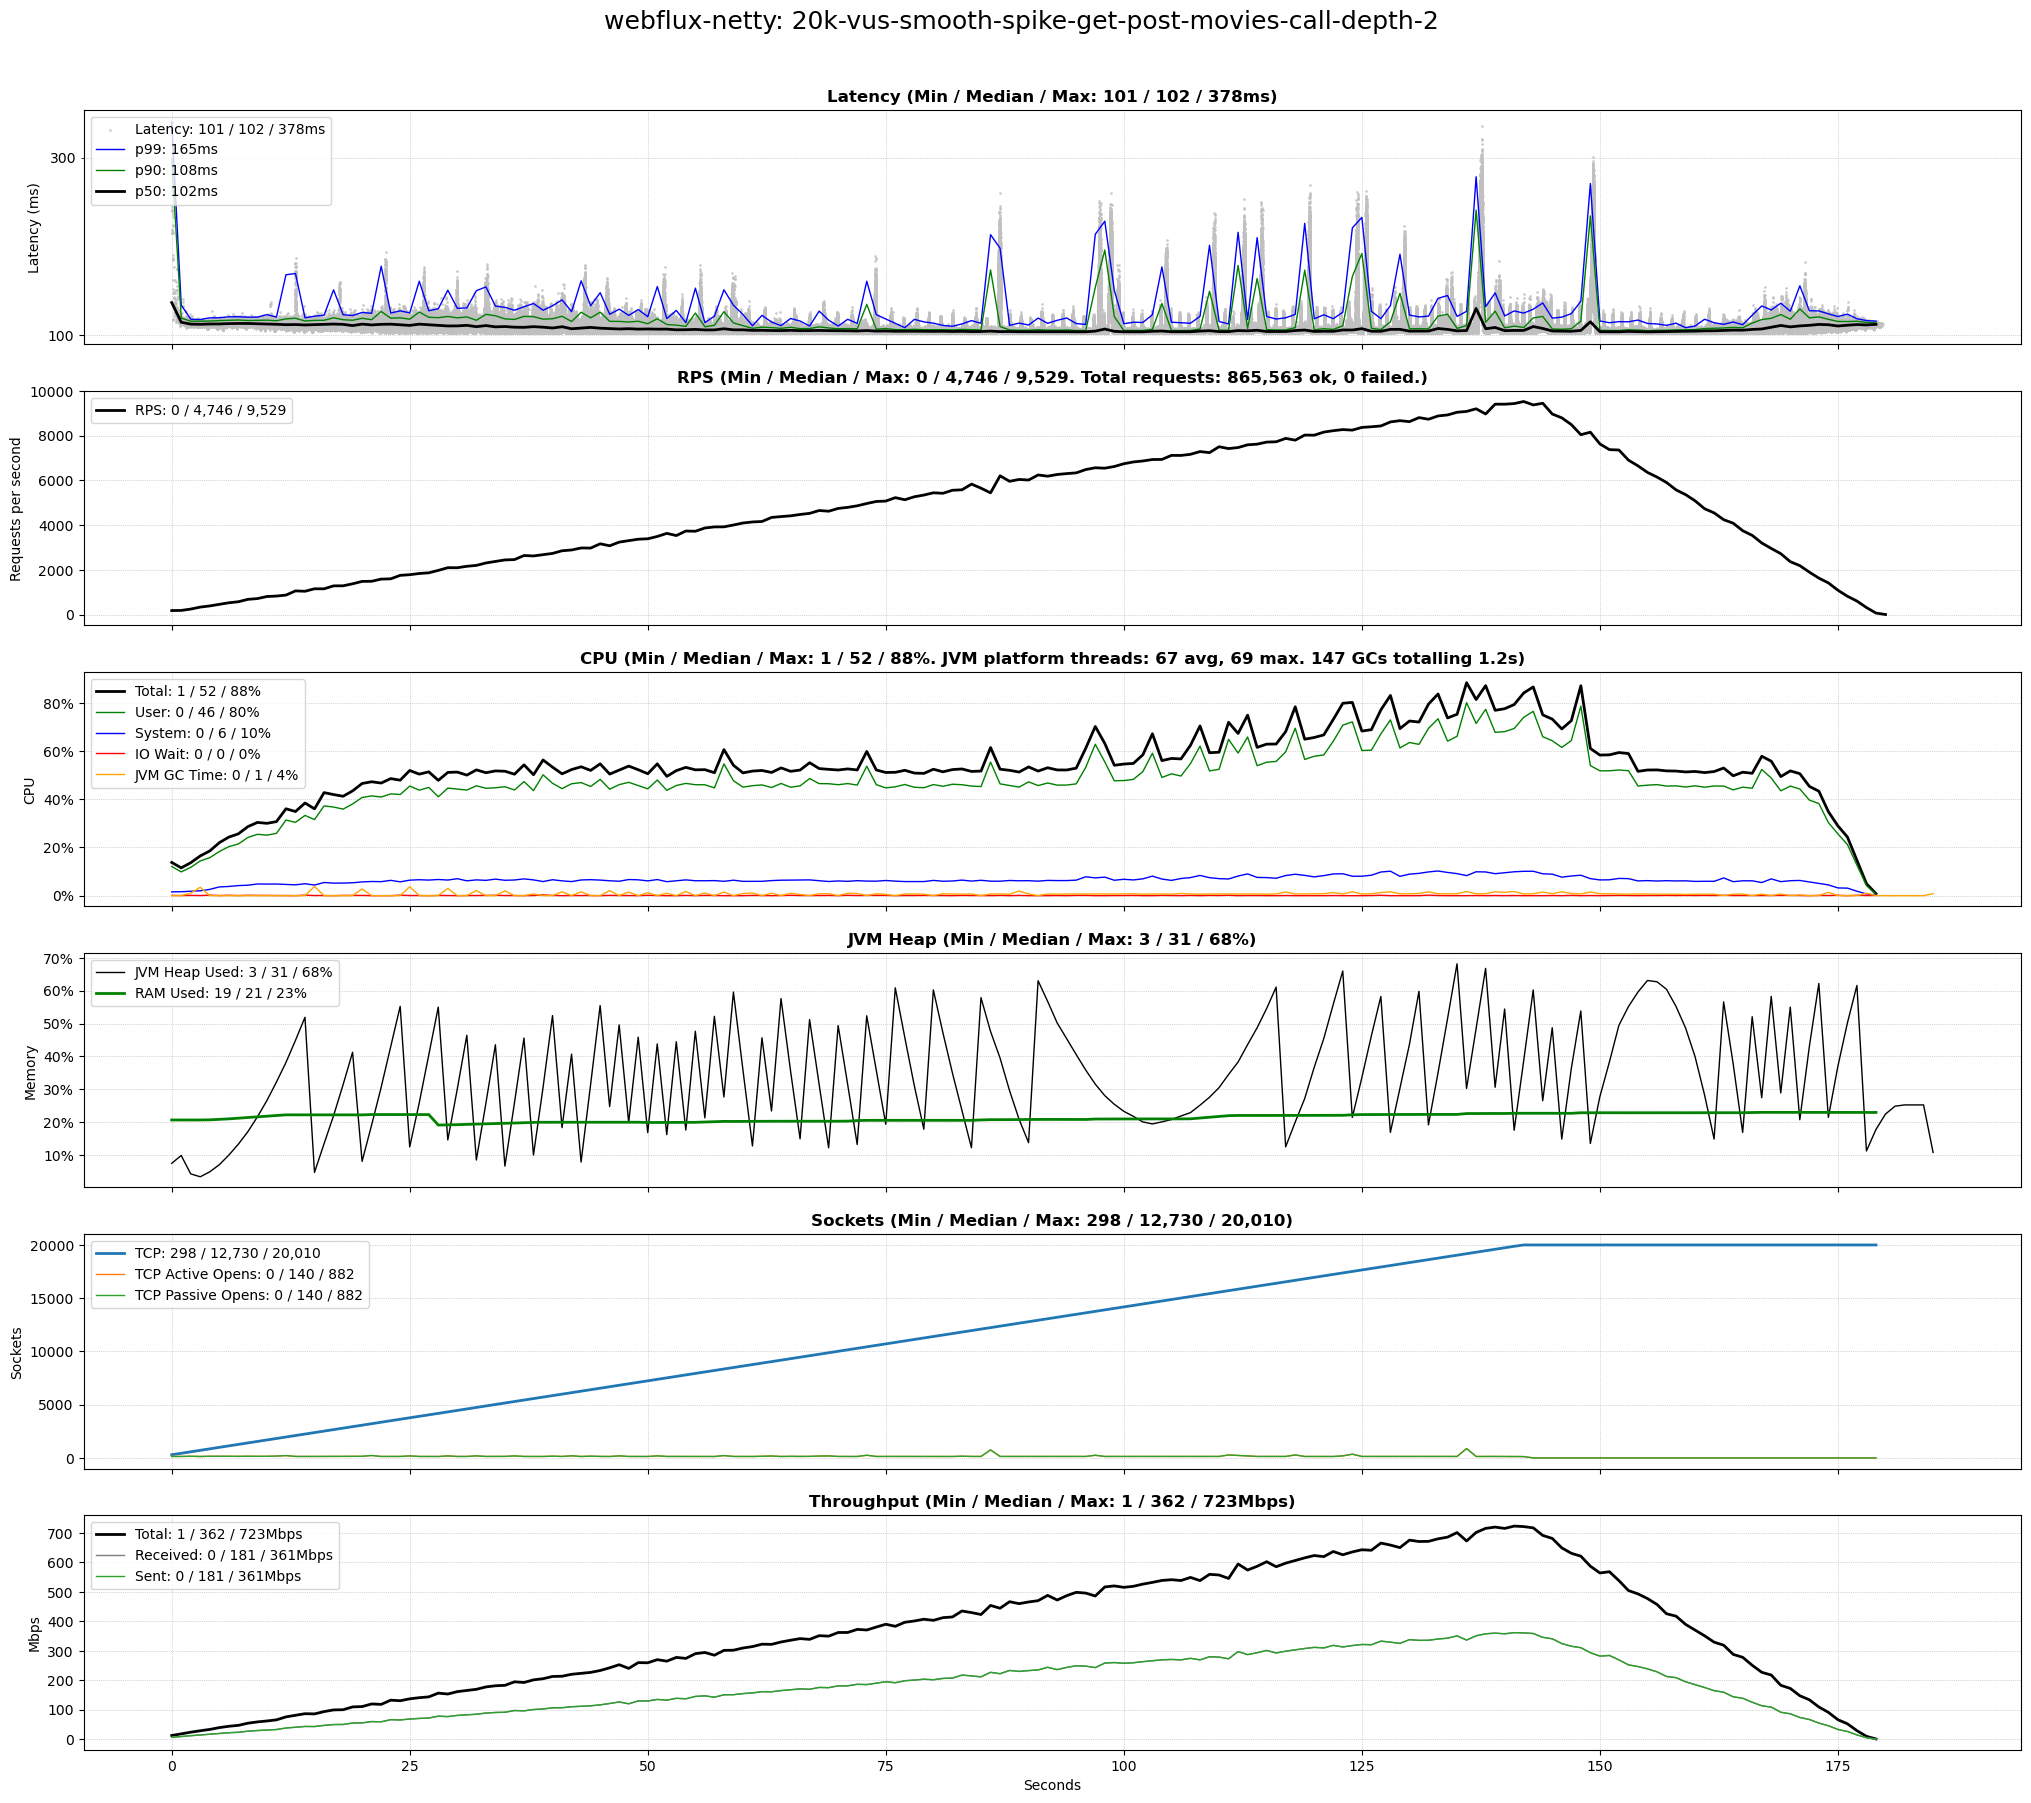 webflux-netty: 20k-vus-smooth-spike-get-post-movies-call-depth-2
Latency (Min / Median / Max: 101 / 102 / 378ms)
Latency: 101 / 102 / 378ms
p99: 165ms
p90: 108ms
p50: 102ms
Latency (ms)
300
100
RPS (Min / Median / Max: 0 / 4,746 / 9,529. Total requests: 865,563 ok, 0 failed.)
RPS: 0 / 4,746 / 9,529
Requests per second
10000
8000
6000
4000
2000
0
CPU (Min / Median / Max: 1 / 52 / 88%. JVM platform threads: 67 avg, 69 max. 147 GCs totalling 1.2s)
Total: 1 / 52 / 88%
User: 0 / 46 / 80%
System: 0 / 6 / 10%
IO Wait: 0 / 0 / 0%
JVM GC Time: 0 / 1 / 4%
CPU
80%
60%
40%
20%
0%
JVM Heap (Min / Median / Max: 3 / 31 / 68%)
JVM Heap Used: 3 / 31 / 68%
RAM Used: 19 / 21 / 23%
Memory
70%
60%
50%
40%
30%
20%
10%
Sockets (Min / Median / Max: 298 / 12,730 / 20,010)
TCP: 298 / 12,730 / 20,010
TCP Active Opens: 0 / 140 / 882
TCP Passive Opens: 0 / 140 / 882
Sockets
20000
15000
10000
5000
0
Throughput (Min / Median / Max: 1 / 362 / 723Mbps)
Total: 1 / 362 / 723Mbps
Received: 0 / 181 / 361Mbps
Sent: 0 / 181 / 361Mbps
Mbps
700
600
500
400
300
200
100
0
0 25 50 75 100 125 150 175
Seconds